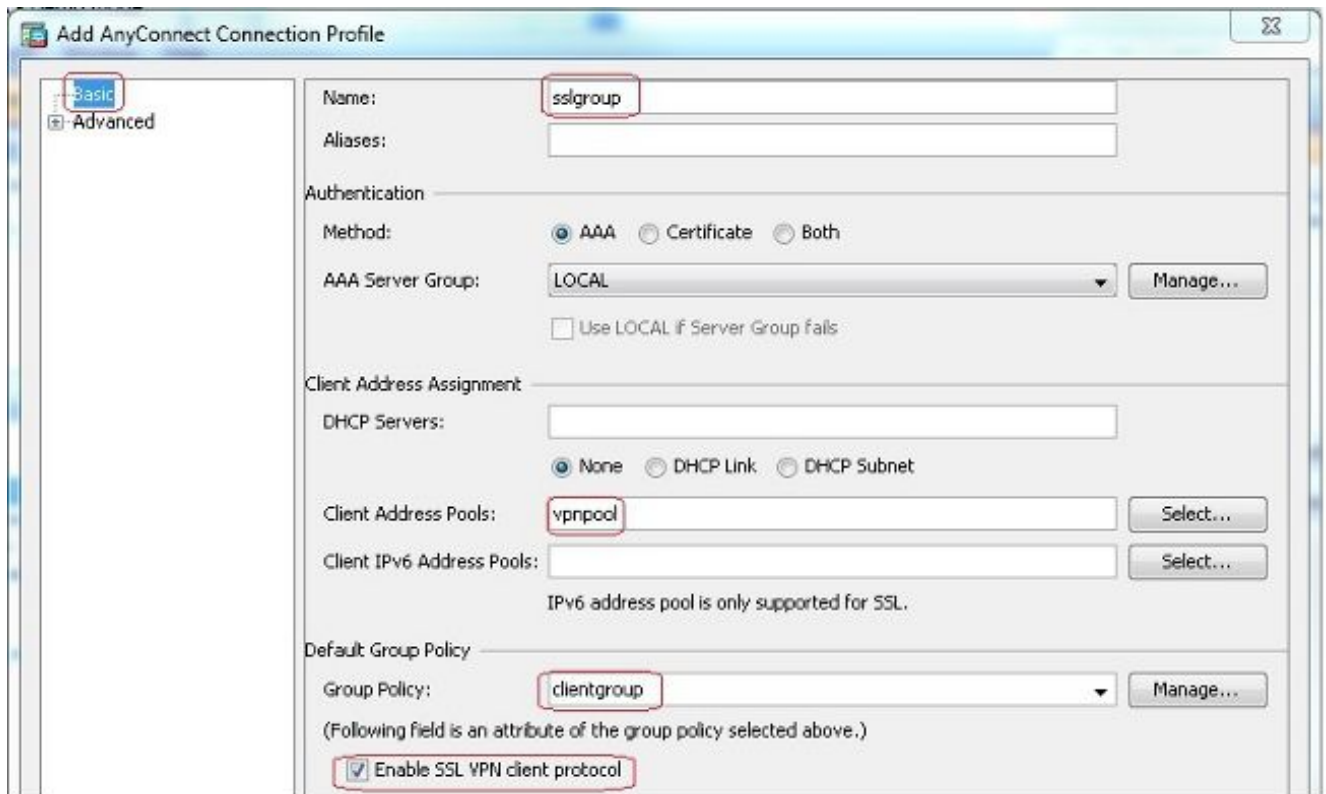 Add AnyConnect Connection Profile
Basic
Advanced
Name: sslgroup
Aliases:
Authentication
Method: AAA Certificate Both
AAA Server Group: LOCAL Manage...
Use LOCAL if Server Group fails
Client Address Assignment
DHCP Servers:
None DHCP Link DHCP Subnet
Client Address Pools: vpnpool Select...
Client IPv6 Address Pools: Select...
IPv6 address pool is only supported for SSL.
Default Group Policy
Group Policy: clientgroup Manage...
(Following field is an attribute of the group policy selected above.)
Enable SSL VPN client protocol